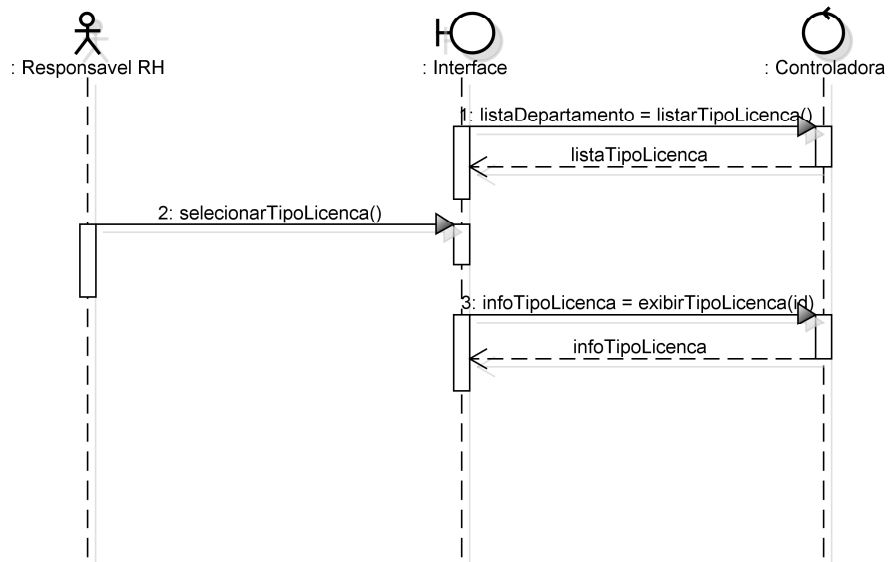 : Responsavel RH
: Interface
: Controladora
1: listaDepartamento = listarTipoLicenca()
listaTipoLicenca
2: selecionarTipoLicenca()
3: infoTipoLicenca = exibirTipoLicenca(id)
infoTipoLicenca